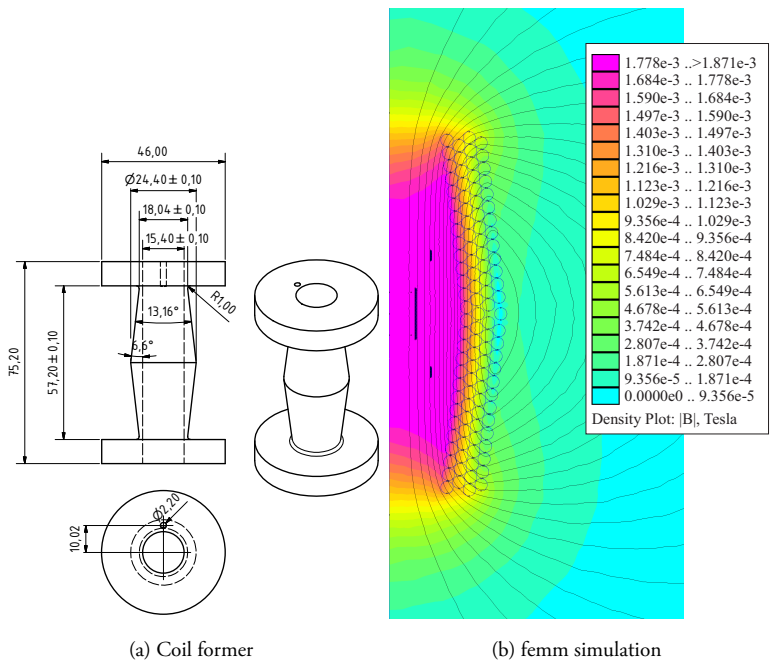 46,00
Ø24,40±0,10
18,04±0,10
15,40±0,10
R1,00
13,16°
6,6°
75,20
57,20±0,10
Ø2,20
10,02
1.778e-3 ..>1.871e-3
1.684e-3 .. 1.778e-3
1.590e-3 .. 1.684e-3
1.497e-3 .. 1.590e-3
1.403e-3 .. 1.497e-3
1.310e-3 .. 1.403e-3
1.216e-3 .. 1.310e-3
1.123e-3 .. 1.216e-3
1.029e-3 .. 1.123e-3
9.356e-4 .. 1.029e-3
8.420e-4 .. 9.356e-4
7.484e-4 .. 8.420e-4
6.549e-4 .. 7.484e-4
5.613e-4 .. 6.549e-4
4.678e-4 .. 5.613e-4
3.742e-4 .. 4.678e-4
2.807e-4 .. 3.742e-4
1.871e-4 .. 2.807e-4
9.356e-5 .. 1.871e-4
0.0000e0 .. 9.356e-5
Density Plot: |B|, Tesla
(a) Coil former
(b) femm simulation